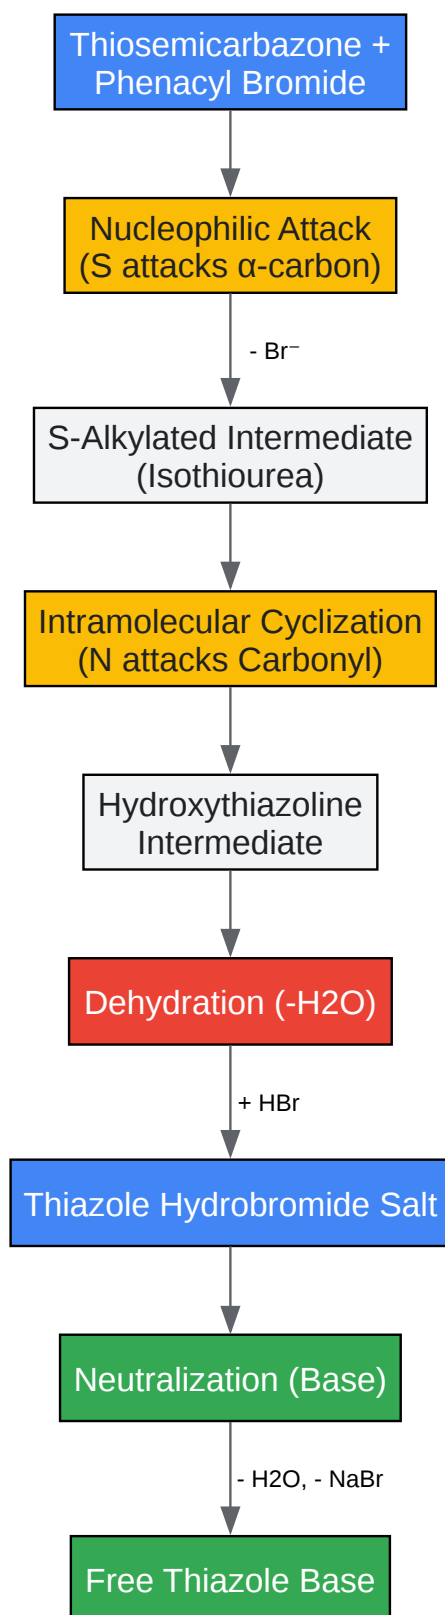 Thiosemicarbazone +
Phenacyl Bromide
Nucleophilic Attack
(S attacks α-carbon)
- Br⁻
S-Alkylated Intermediate
(Isothiourea)
Intramolecular Cyclization
(N attacks Carbonyl)
Hydroxythiazoline
Intermediate
Dehydration (-H2O)
+ HBr
Thiazole Hydrobromide Salt
Neutralization (Base)
- H2O, - NaBr
Free Thiazole Base